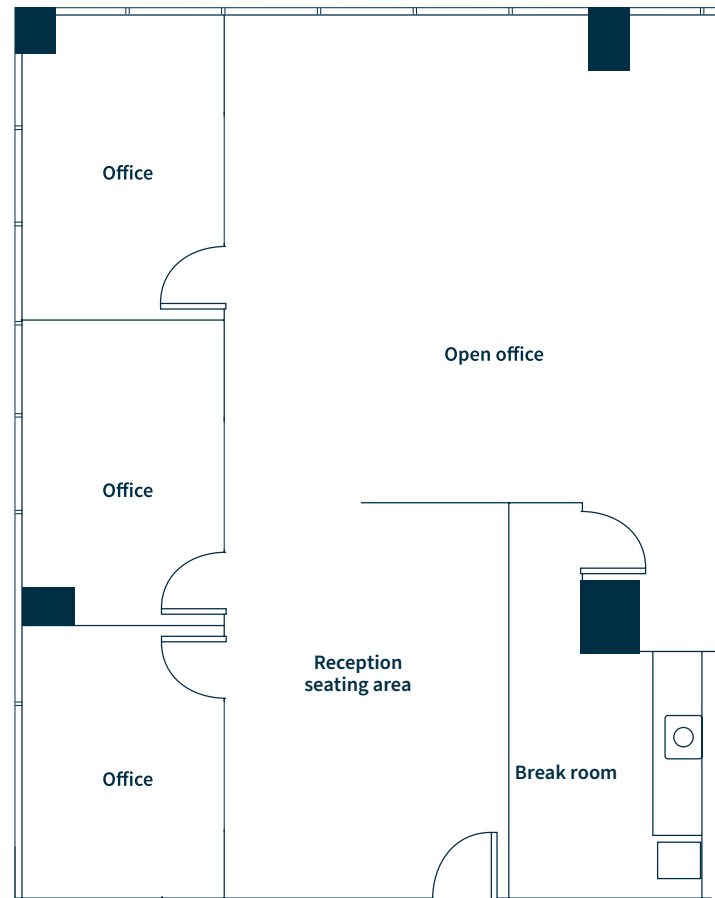 Office
Open office
Office
Reception
seating area
Break room
Office